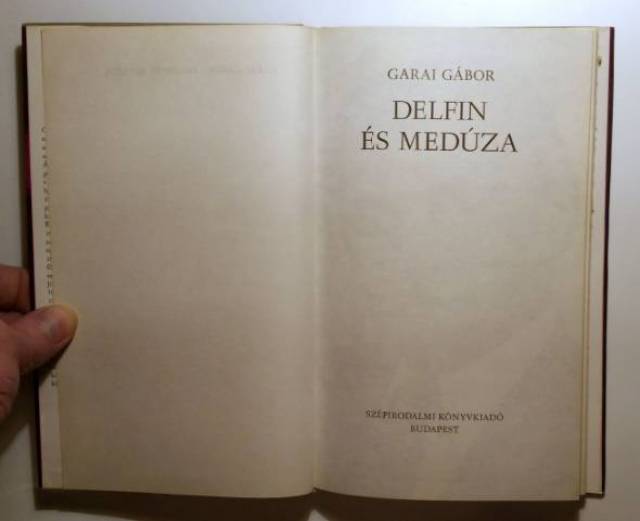 GARAI GÁBOR
DELFIN
ÉS MEDÚZA
SZÉPIRODALMI KÖNYVKIADÓ
BUDAPEST